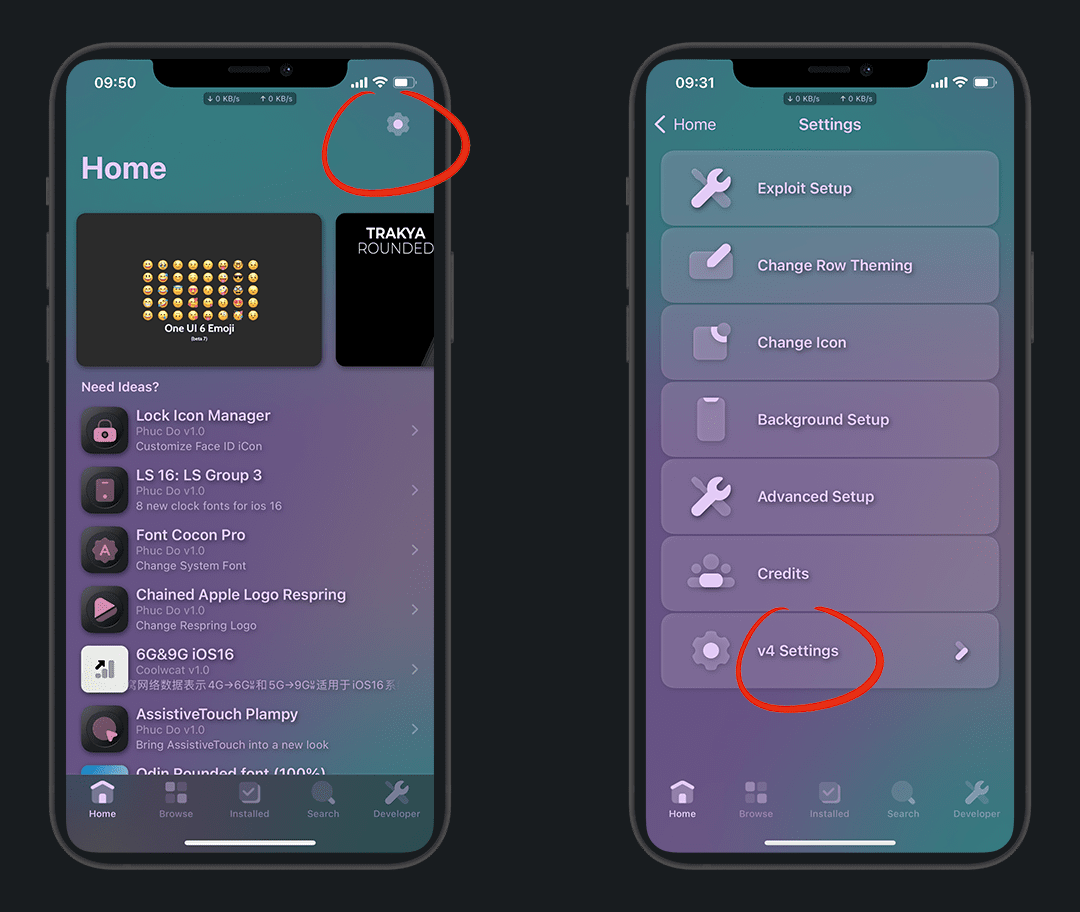 09:50
↓ 0 KB/s ↑ 0 KB/s
Home
One UI 6 Emoji
(beta 7)
TRAKYA
ROUNDED
Need Ideas?
Lock Icon Manager
Phuc Do v1.0
Customize Face ID iCon
LS 16: LS Group 3
Phuc Do v1.0
8 new clock fonts for ios 16
Font Cocon Pro
Phuc Do v1.0
Change System Font
Chained Apple Logo Respring
Phuc Do v1.0
Change Respring Logo
6G&9G iOS16
Coolwcat v1.0
网络数据表示4G→6G和5G→9G适用于iOS16系
AssistiveTouch Plampy
Phuc Do v1.0
Bring AssistiveTouch into a new look
Odin Rounded font (100%)
Home
Browse
Installed
Search
Developer
09:31
↓ 0 KB/s ↑ 0 KB/s
Home
Settings
Exploit Setup
Change Row Theming
Change Icon
Background Setup
Advanced Setup
Credits
v4 Settings
Home
Browse
Installed
Search
Developer